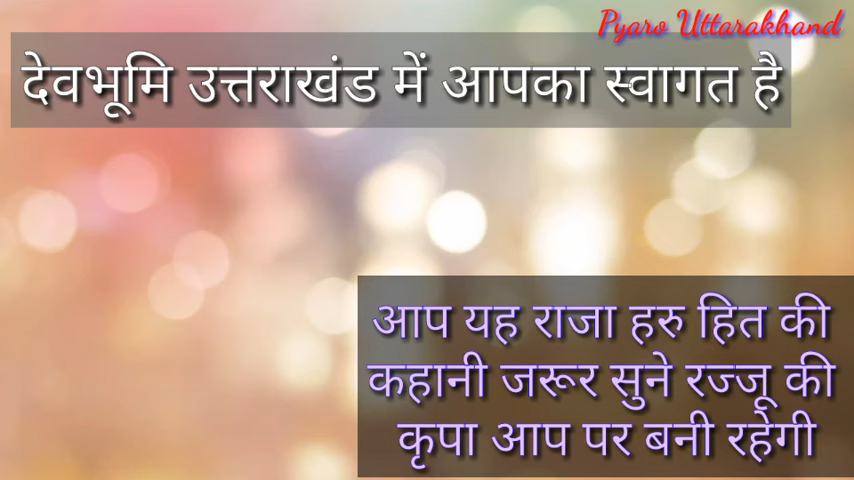 Pyaro Uttarakhand
देवभूमि उत्तराखंड में आपका स्वागत है
आप यह राजा हरु हित की
कहानी जरूर सुने रज्जू की
कृपा आप पर बनी रहेगी